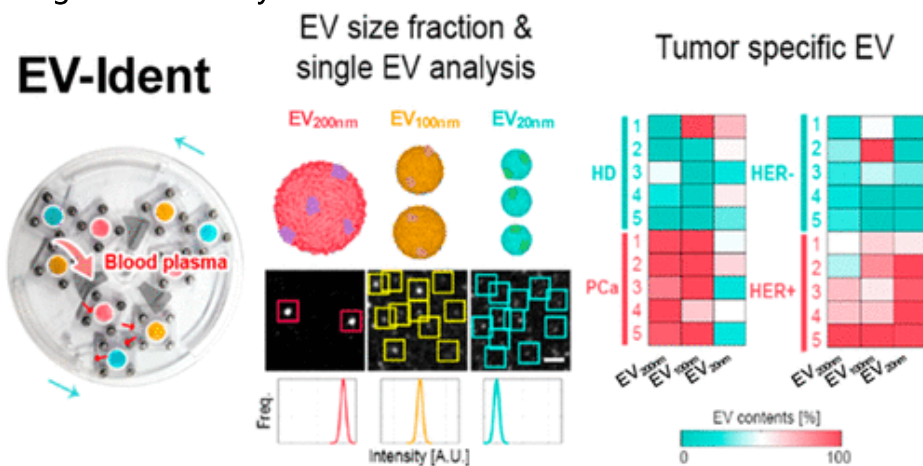 EV-Ident
Blood plasma
EV size fraction &
single EV analysis
EV200nm
EV100nm
EV20nm
Freq.
Intensity [A.U.]
Tumor specific EV
HD
1
2
3
4
5
PCa
1
2
3
4
5
EV200nm
EV100nm
EV20nm
HER-
1
2
3
4
5
HER+
1
2
3
4
5
EV200nm
EV100nm
EV20nm
EV contents [%]
0
100